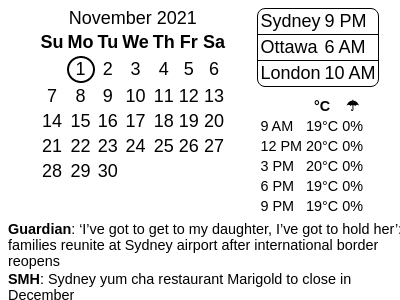 November 2021
Su Mo Tu We Th Fr Sa
1 2 3 4 5 6
7 8 9 10 11 12 13
14 15 16 17 18 19 20
21 22 23 24 25 26 27
28 29 30
Sydney 9 PM
Ottawa 6 AM
London 10 AM
°C ☂
9 AM 19°C 0%
12 PM 20°C 0%
3 PM 20°C 0%
6 PM 19°C 0%
9 PM 19°C 0%
Guardian: ‘I’ve got to get to my daughter, I’ve got to hold her’:
families reunite at Sydney airport after international border
reopens
SMH: Sydney yum cha restaurant Marigold to close in
December